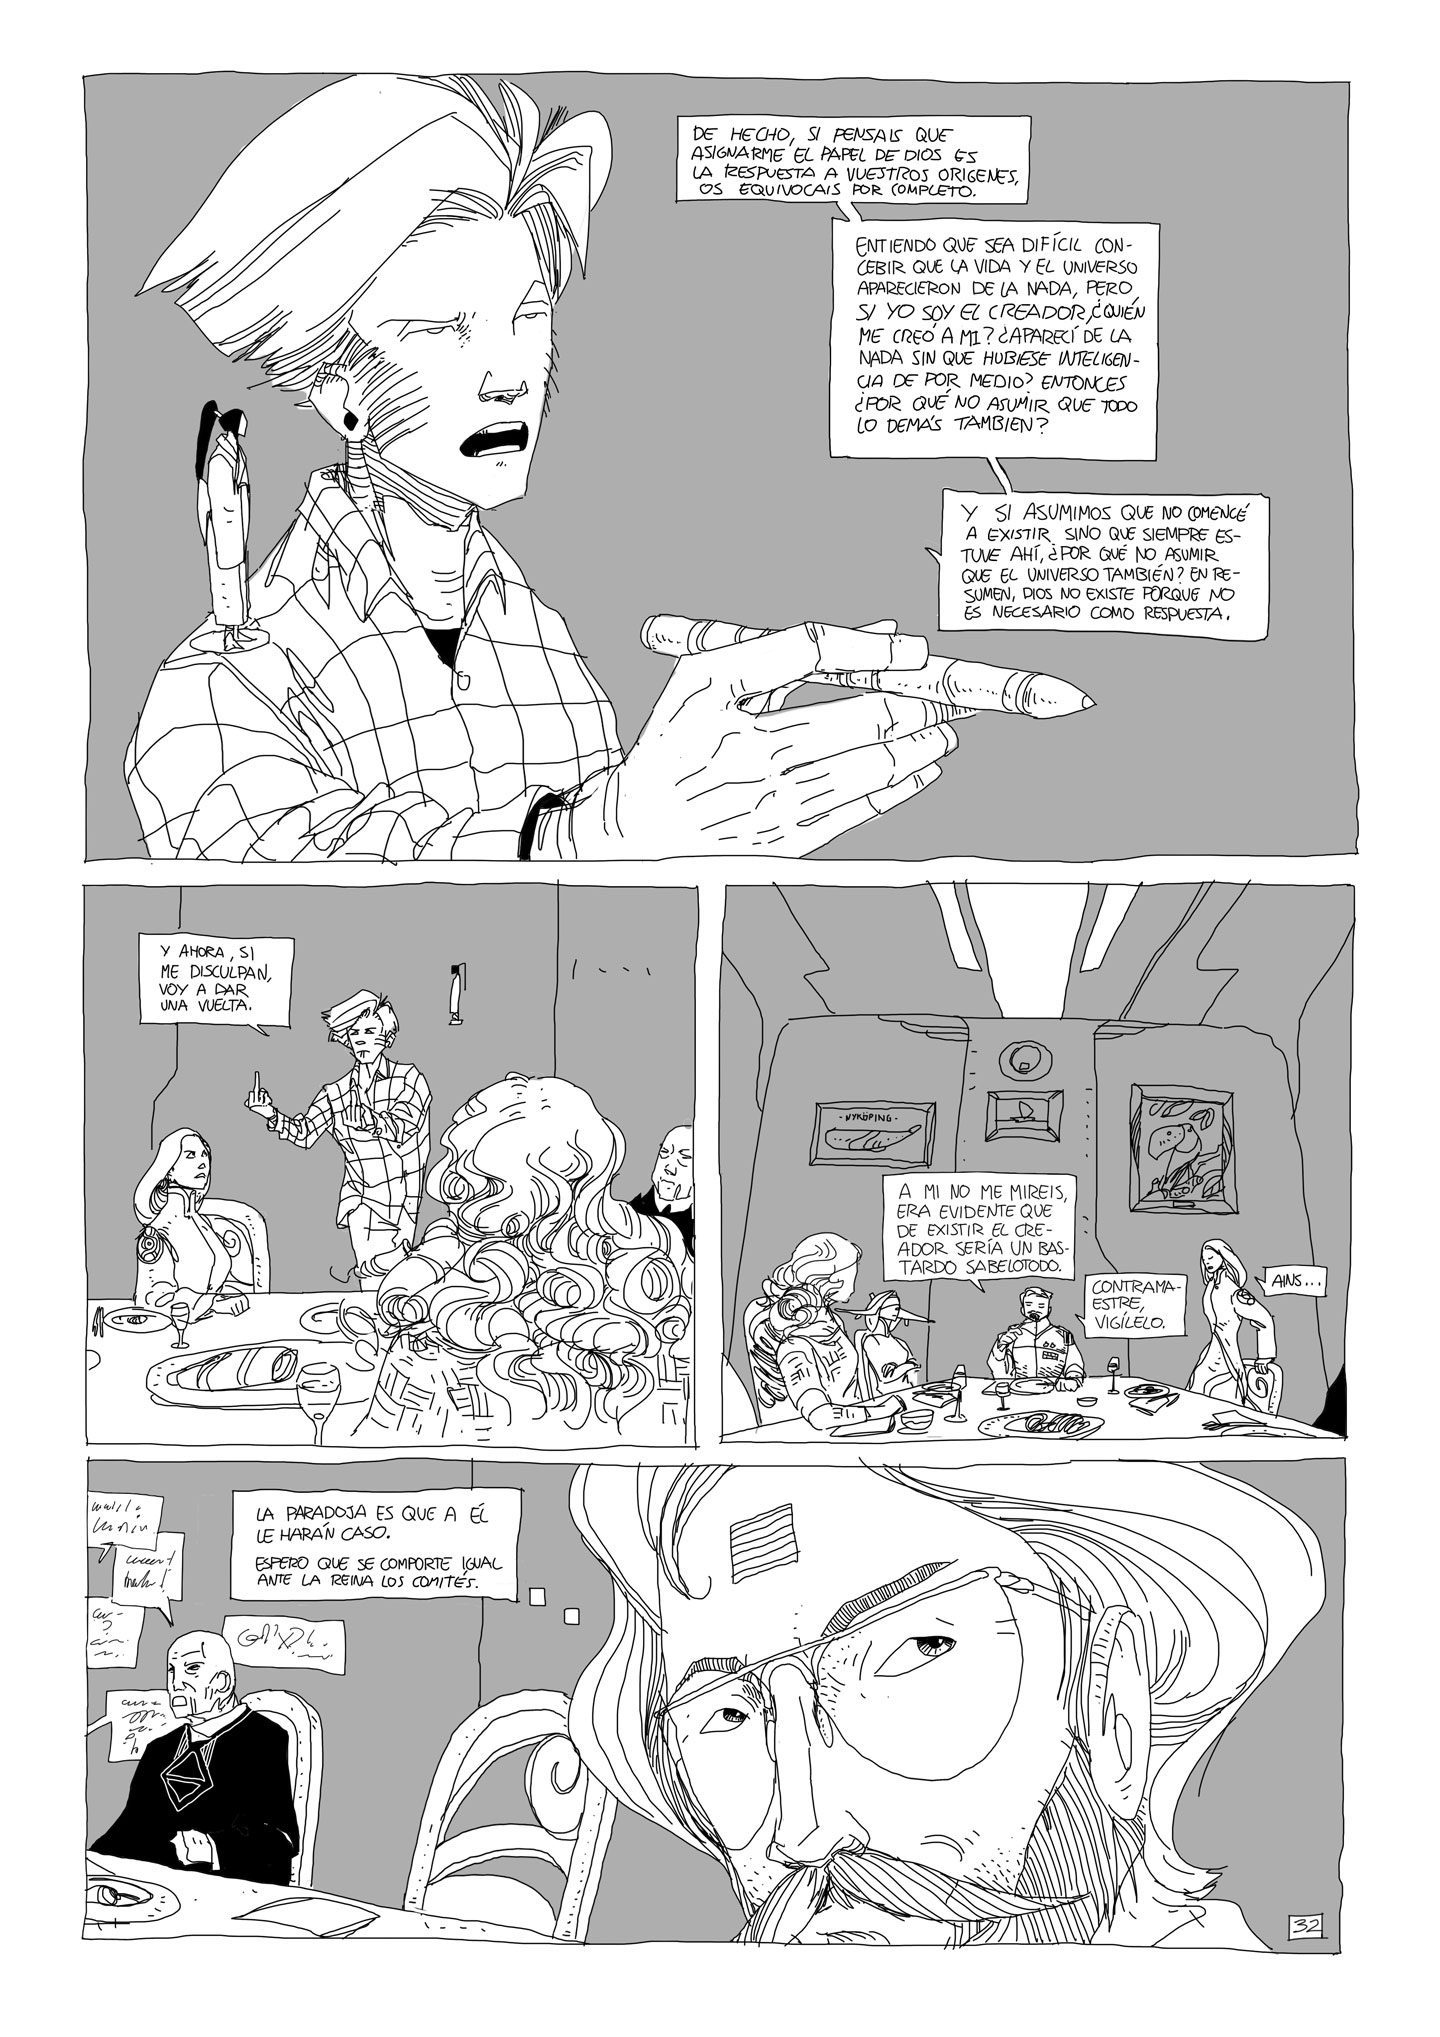 DE HECHO, SI PENSAIS QUE
ASIGNARME EL PAPEL DE DIOS ES
LA RESPUESTA A VUESTROS ORIGENES,
OS EQUIVOCAIS POR COMPLETO.
ENTIENDO QUE SEA DIFÍCIL CON-
CEBIR QUE LA VIDA Y EL UNIVERSO
APARECIERON DE LA NADA, PERO
SI YO SOY EL CREADOR, ¿QUIÉN
ME CREÓ A MI? ¿APARECÍ DE LA
NADA SIN QUE HUBIESE INTELIGEN-
CIA DE POR MEDIO? ENTONCES
¿POR QUÉ NO ASUMIR QUE TODO
LO DEMÁS TAMBIEN?
Y SI ASUMIMOS QUE NO COMENCÉ
A EXISTIR SINO QUE SIEMPRE ES-
TUVE AHÍ, ¿POR QUÉ NO ASUMIR
QUE EL UNIVERSO TAMBIÉN? EN RE-
SUMEN, DIOS NO EXISTE PORQUE NO
ES NECESARIO COMO RESPUESTA.
Y AHORA, SI
ME DISCULPAN,
VOY A DAR
UNA VUELTA.
-NYKÖPING-
A MI NO ME MIREIS,
ERA EVIDENTE QUE
DE EXISTIR EL CRE-
ADOR SERÍA UN BAS-
TARDO SABELOTODO.
CONTRAMA-
ESTRE,
VIGÍLELO.
AINS...
LA PARADOJA ES QUE A ÉL
LE HARÁN CASO.
ESPERO QUE SE COMPORTE IGUAL
ANTE LA REINA LOS COMITÉS.
32